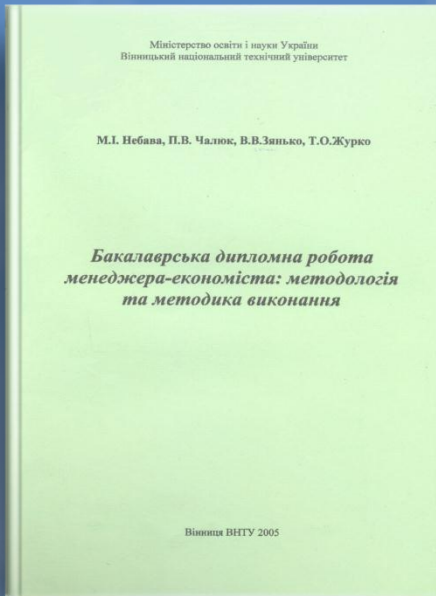 Міністерство освіти і науки України
Вінницький національний технічний університет
М.І. Небава, П.В. Чалюк, В.В.Зянько, Т.О.Журко
Бакалаврська дипломна робота
менеджера-економіста: методологія
та методика виконання
Вінниця ВНТУ 2005